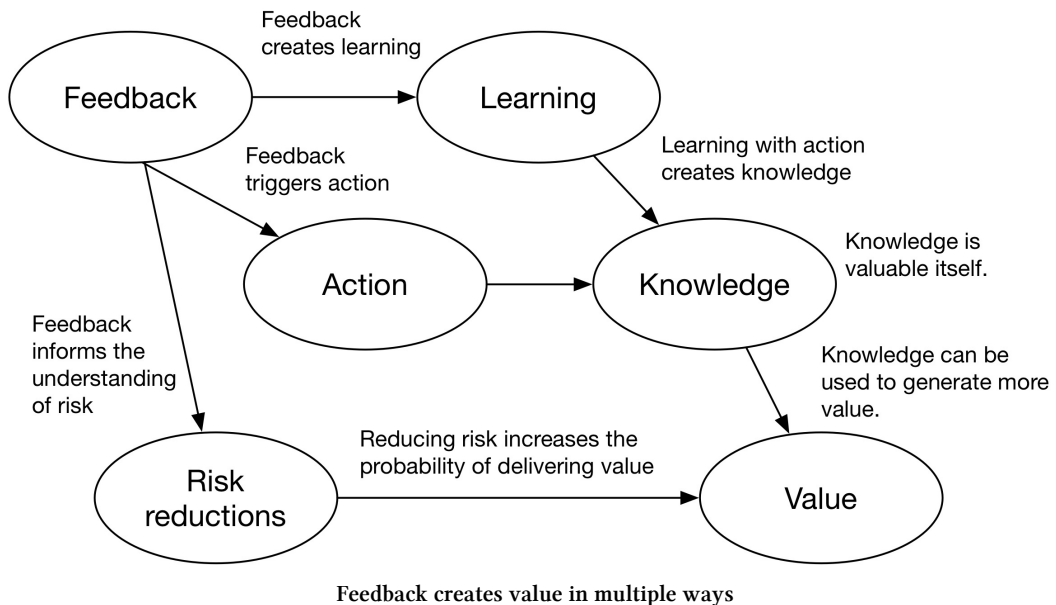 Feedback
creates learning
Feedback
Learning
Learning with action
creates knowledge
Feedback
triggers action
Action
Knowledge
Knowledge is
valuable itself.
Feedback
informs the
understanding
of risk
Knowledge can be
used to generate more
value.
Reducing risk increases the
probability of delivering value
Risk
reductions
Value
Feedback creates value in multiple ways